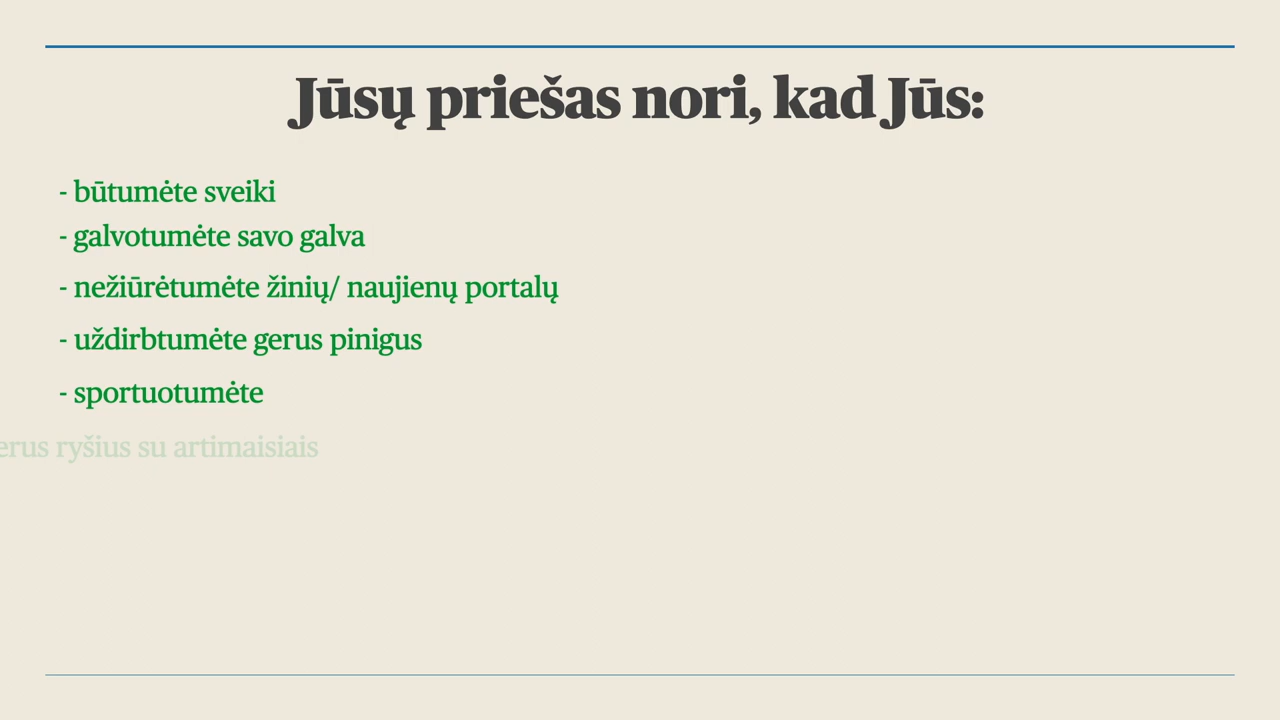 Jūsų priešas nori, kad Jūs:
- būtumėte sveiki
- galvotumėte savo galva
- nežiūrėtumėte žinių/ naujienų portalų
- uždirbtumėte gerus pinigus
- sportuotumėte
ryšius su artimaisiais